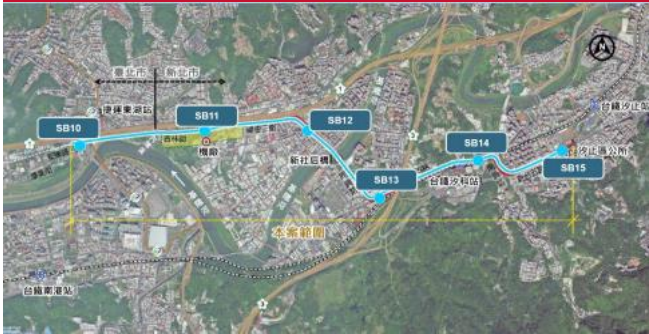 臺北市
新北市
捷運東湖站
SB10
SB11
SB12
SB13
SB14
SB15
機廠
新社后橋
台鐵汐科站
台鐵汐止站
汐止區公所
本案範圍
台鐵南港站